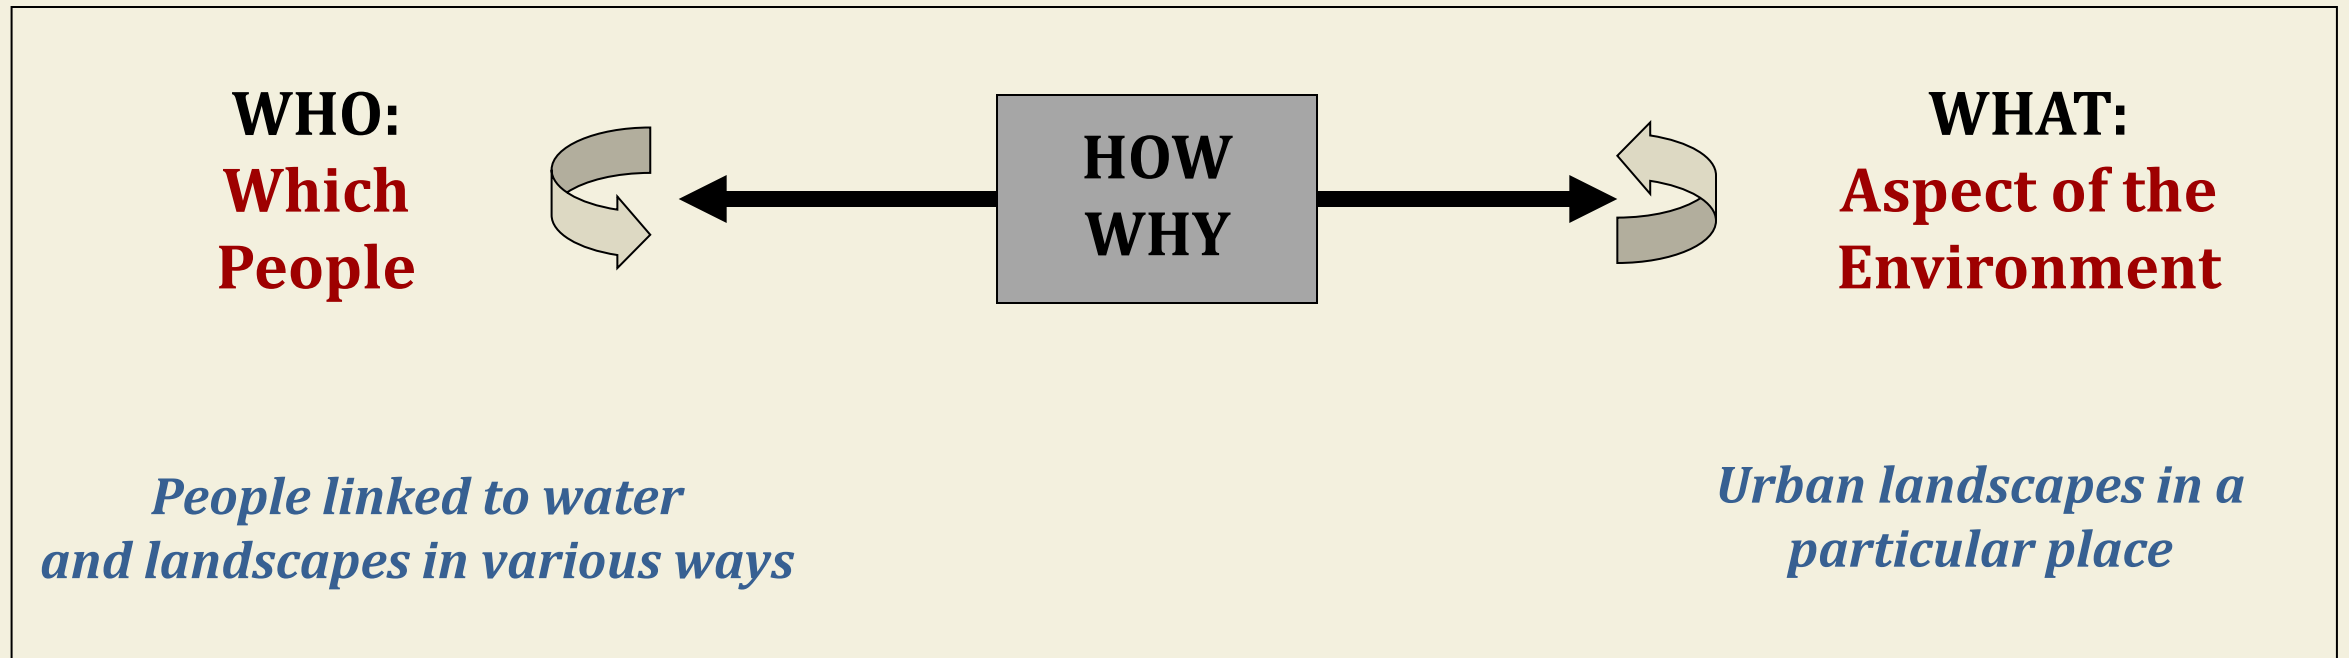 WHO:
Which
People
HOW
WHY
WHAT:
Aspect of the
Environment
People linked to water
and landscapes in various ways
Urban landscapes in a
particular place